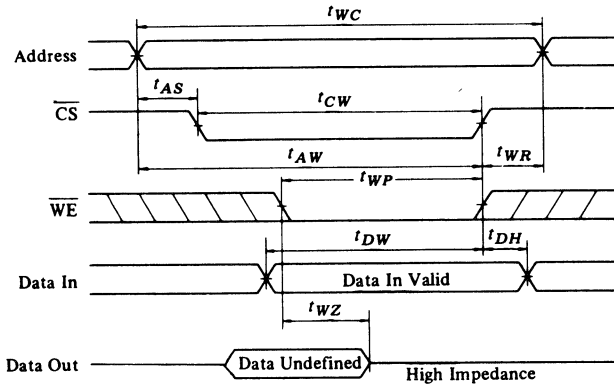 tWC
Address
tAS
tCW
CS
tAW
tWR
tWP
WE
tDW
tDH
Data In
Data In Valid
tWZ
Data Out
Data Undefined
High Impedance